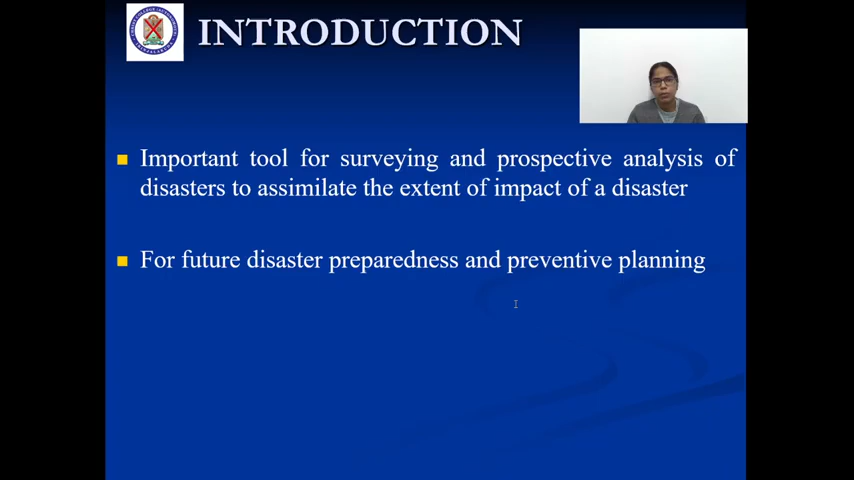 INTRODUCTION
Important tool for surveying and prospective analysis of
disasters to assimilate the extent of impact of a disaster
For future disaster preparedness and preventive planning